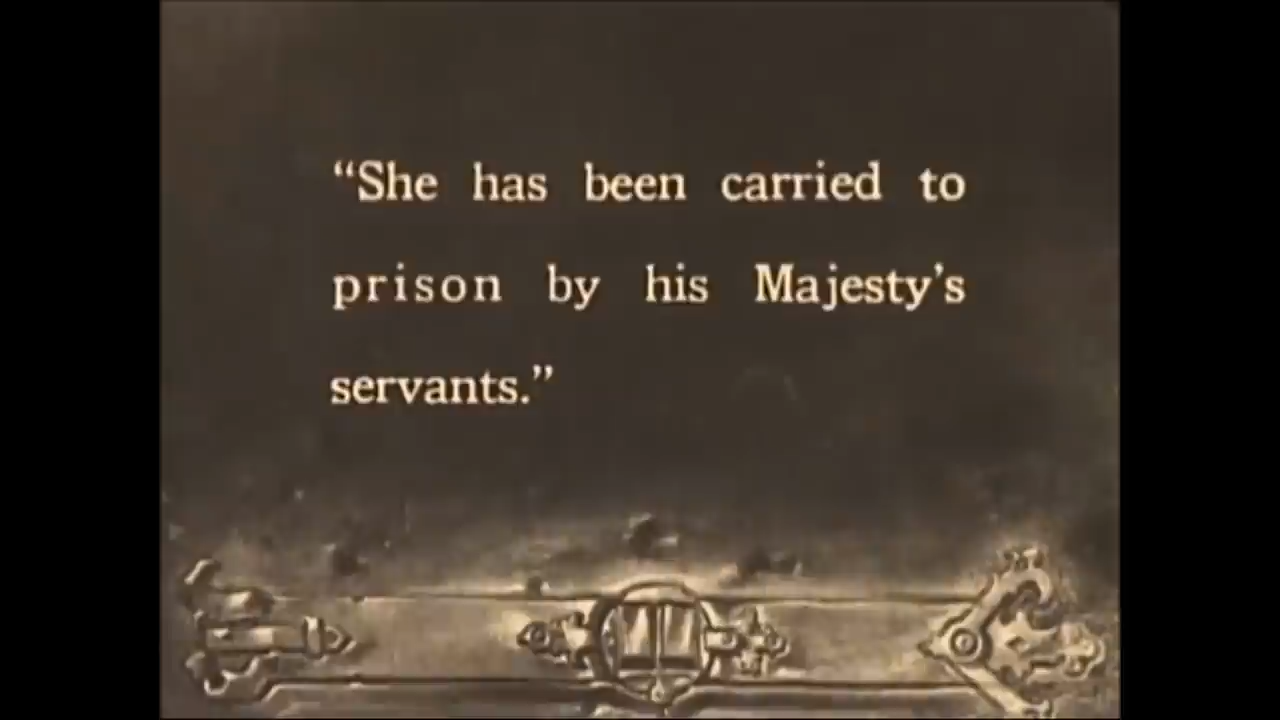 “She has been carried to
prison by his Majesty’s
servants.”